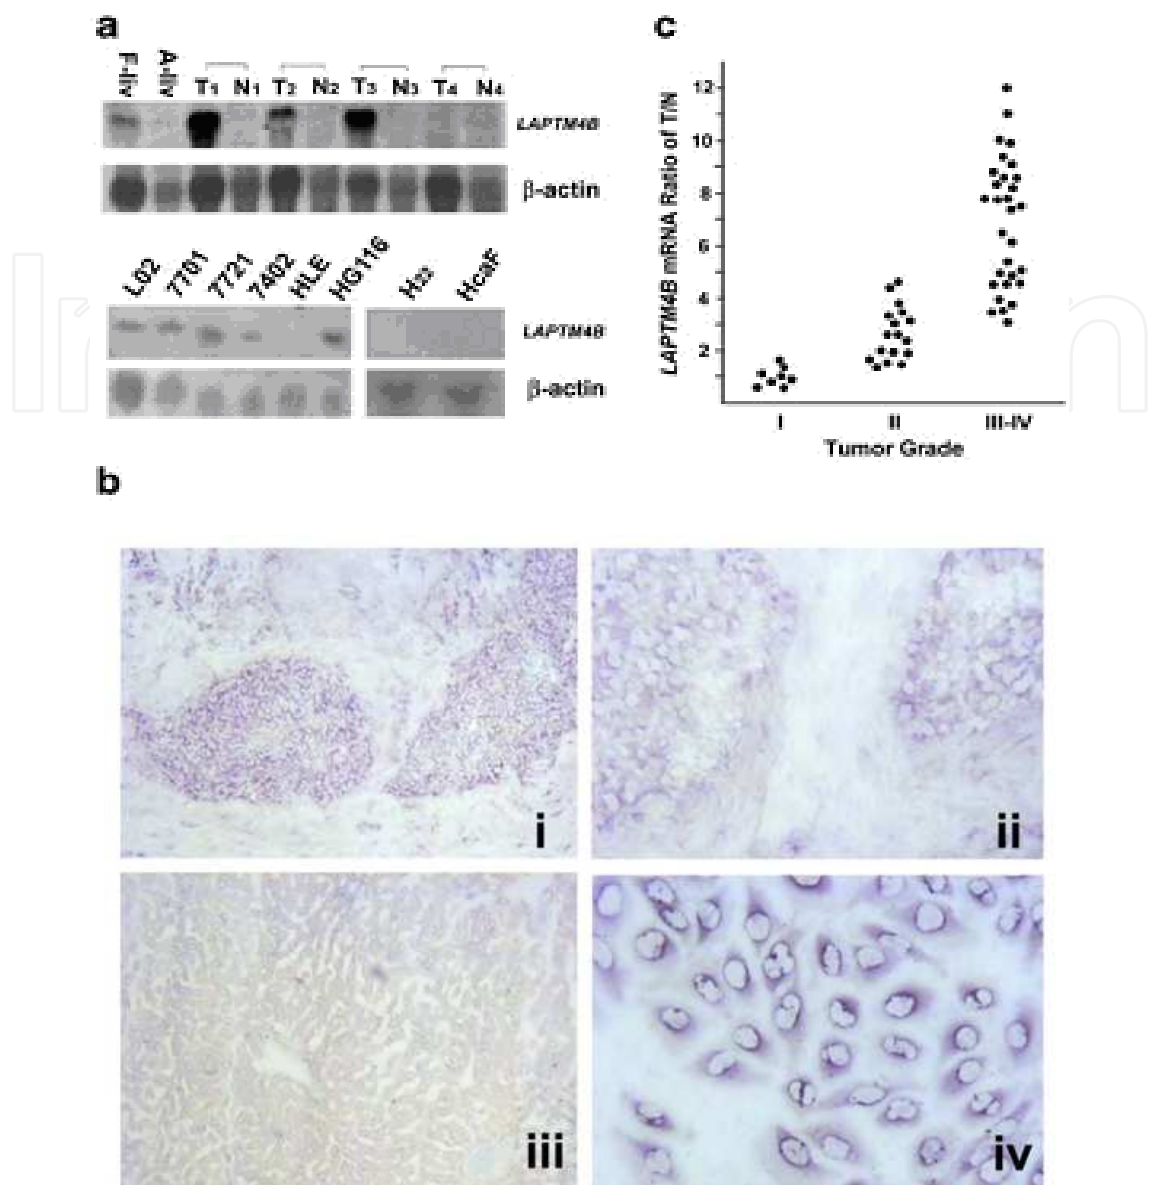 a
F-liv A-liv T1 N1 T2 N2 T3 N3 T4 N4
LAPTM4B
β-actin
L02 7701 7721 7402 HLE HG116 H22 HcaF
LAPTM4B
β-actin
c
LAPTM4B mRNA Ratio of T/N
12
10
8
6
4
2
I II III-IV
Tumor Grade
b
i
ii
iii
iv